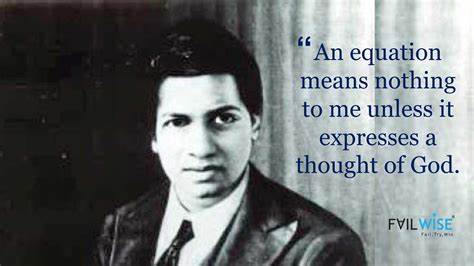 “ An equation
means nothing
to me unless it
expresses a
thought of God.
FAILWISE®
Fail,Try,Win